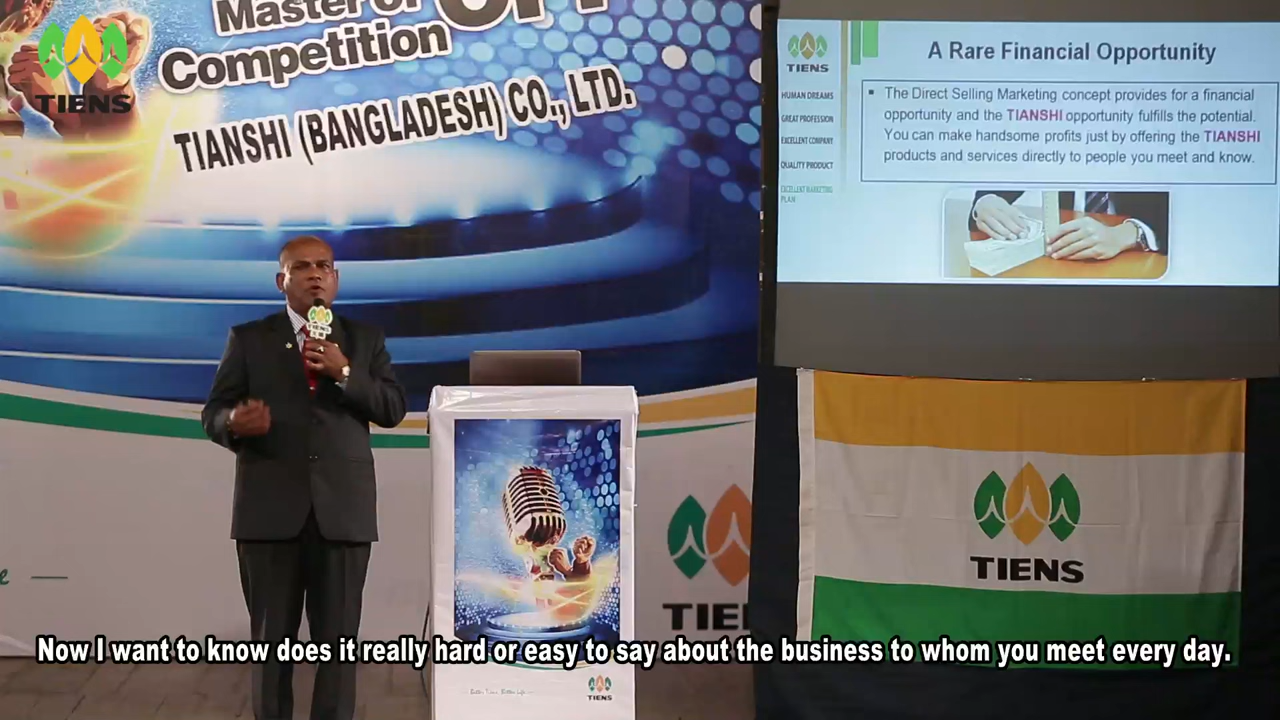 Master of
Competition
TIANSHI (BANGLADESH) CO., LTD.
TIENS
TIENS
HUMAN DREAMS
GREAT PROFESSION
EXCELLENT COMPANY
QUALITY PRODUCT
EXCELLENT MARKETING
PLAN
A Rare Financial Opportunity
▪ The Direct Selling Marketing concept provides for a financial
opportunity and the TIANSHI opportunity fulfills the potential.
You can make handsome profits just by offering the TIANSHI
products and services directly to people you meet and know.
TIENS
TIENS
TIE
TIENS
Now I want to know does it really hard or easy to say about the business to whom you meet every day.